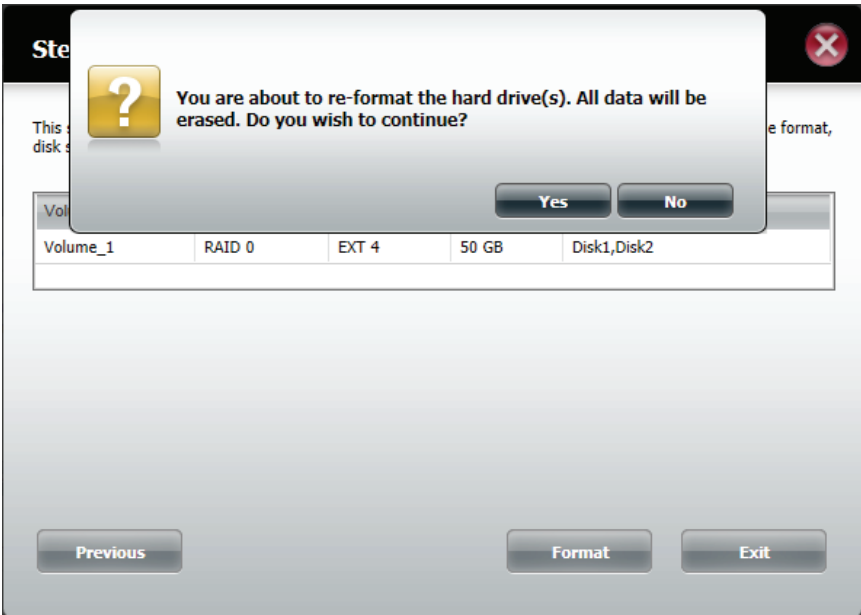 Ste
You are about to re-format the hard drive(s). All data will be
erased. Do you wish to continue?
This
e format,
disk s
Yes
No
Vol
Volume_1 RAID 0 EXT 4 50 GB Disk1,Disk2
Previous
Format
Exit